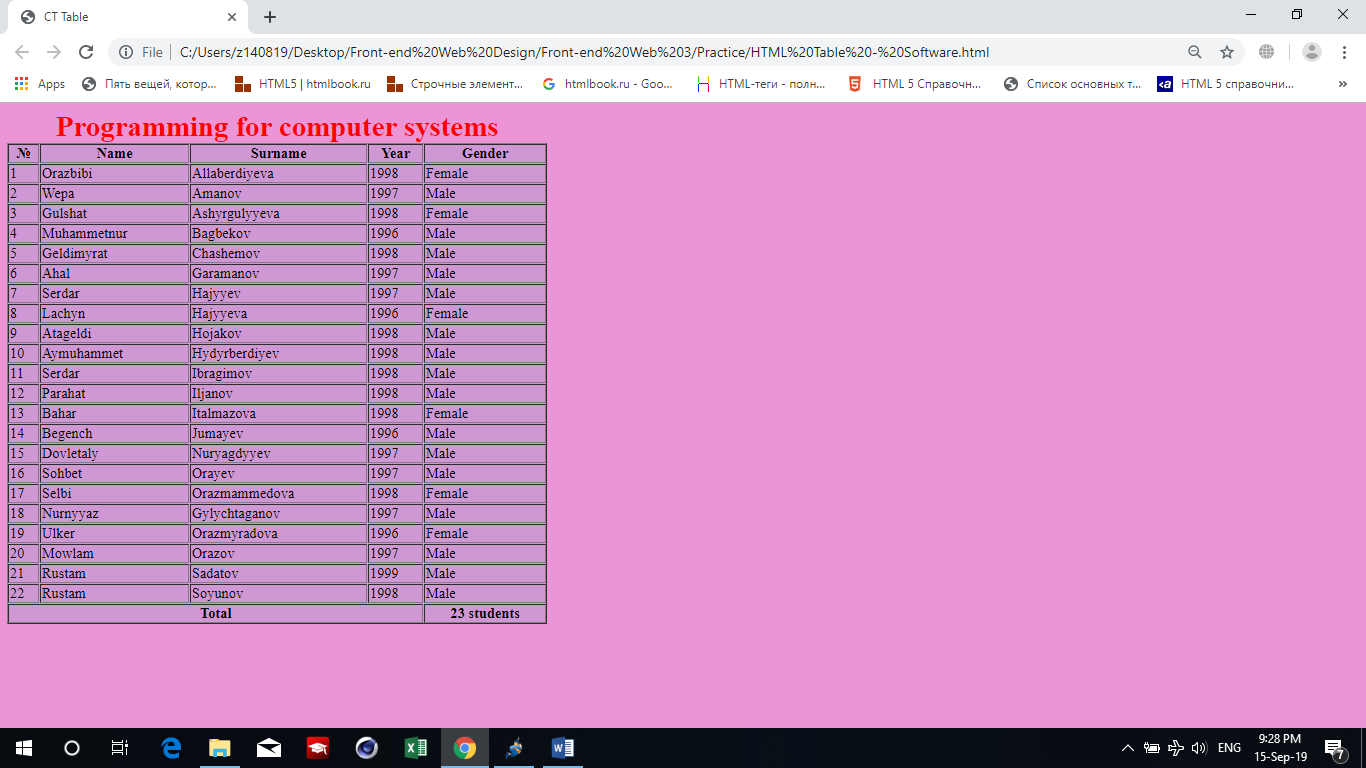 CT Table
File C:/Users/z140819/Desktop/Front-end%20Web%20Design/Front-end%20Web%203/Practice/HTML%20Table%20-%20Software.html
Apps Пять вещей, котор... HTML5 | htmlbook.ru Строчные элемент... htmlbook.ru - Goo... HTML-теги - полн... HTML 5 Справочн... Список основных т... HTML 5 справочни... »
Programming for computer systems
№ Name Surname Year Gender
1 Orazbibi Allaberdiyeva 1998 Female
2 Wepa Amanov 1997 Male
3 Gulshat Ashyrgulyyeva 1998 Female
4 Muhammetnur Bagbekov 1996 Male
5 Geldimyrat Chashemov 1998 Male
6 Ahal Garamanov 1997 Male
7 Serdar Hajyyev 1997 Male
8 Lachyn Hajyyeva 1996 Female
9 Atageldi Hojakov 1998 Male
10 Aymuhammet Hydyrberdiyev 1998 Male
11 Serdar Ibragimov 1998 Male
12 Parahat Iljanov 1998 Male
13 Bahar Italmazova 1998 Female
14 Begench Jumayev 1996 Male
15 Dovletaly Nuryagdyyev 1997 Male
16 Sohbet Orayev 1997 Male
17 Selbi Orazmammedova 1998 Female
18 Nurnyyaz Gylychtaganov 1997 Male
19 Ulker Orazmyradova 1996 Female
20 Mowlam Orazov 1997 Male
21 Rustam Sadatov 1999 Male
22 Rustam Soyunov 1998 Male
Total 23 students
ENG 9:28 PM
15-Sep-19 7